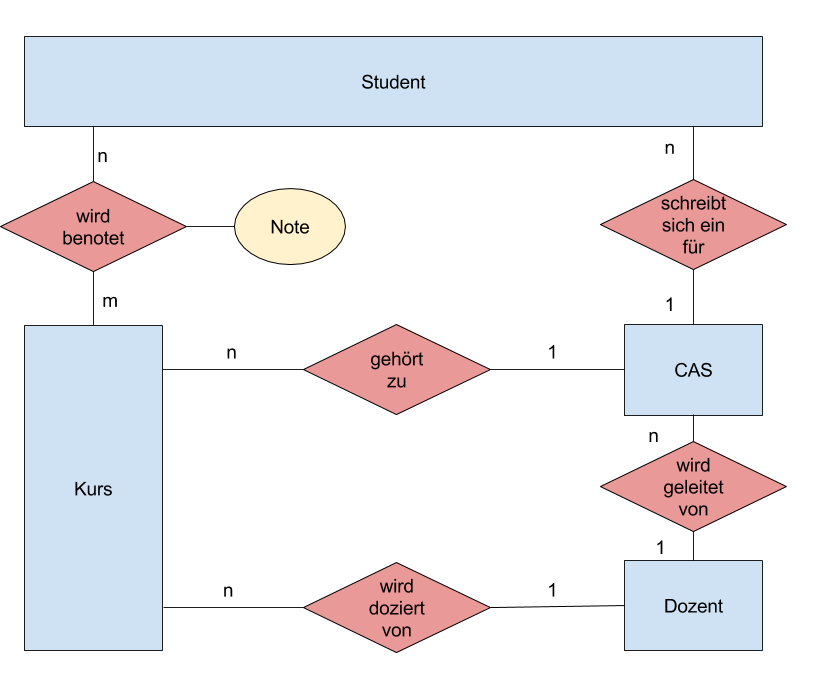 Student
n
n
wird
benotet
Note
schreibt
sich ein
für
m
1
n
gehört
zu
1
CAS
n
Kurs
wird
geleitet
von
1
n
wird
doziert
von
1
Dozent